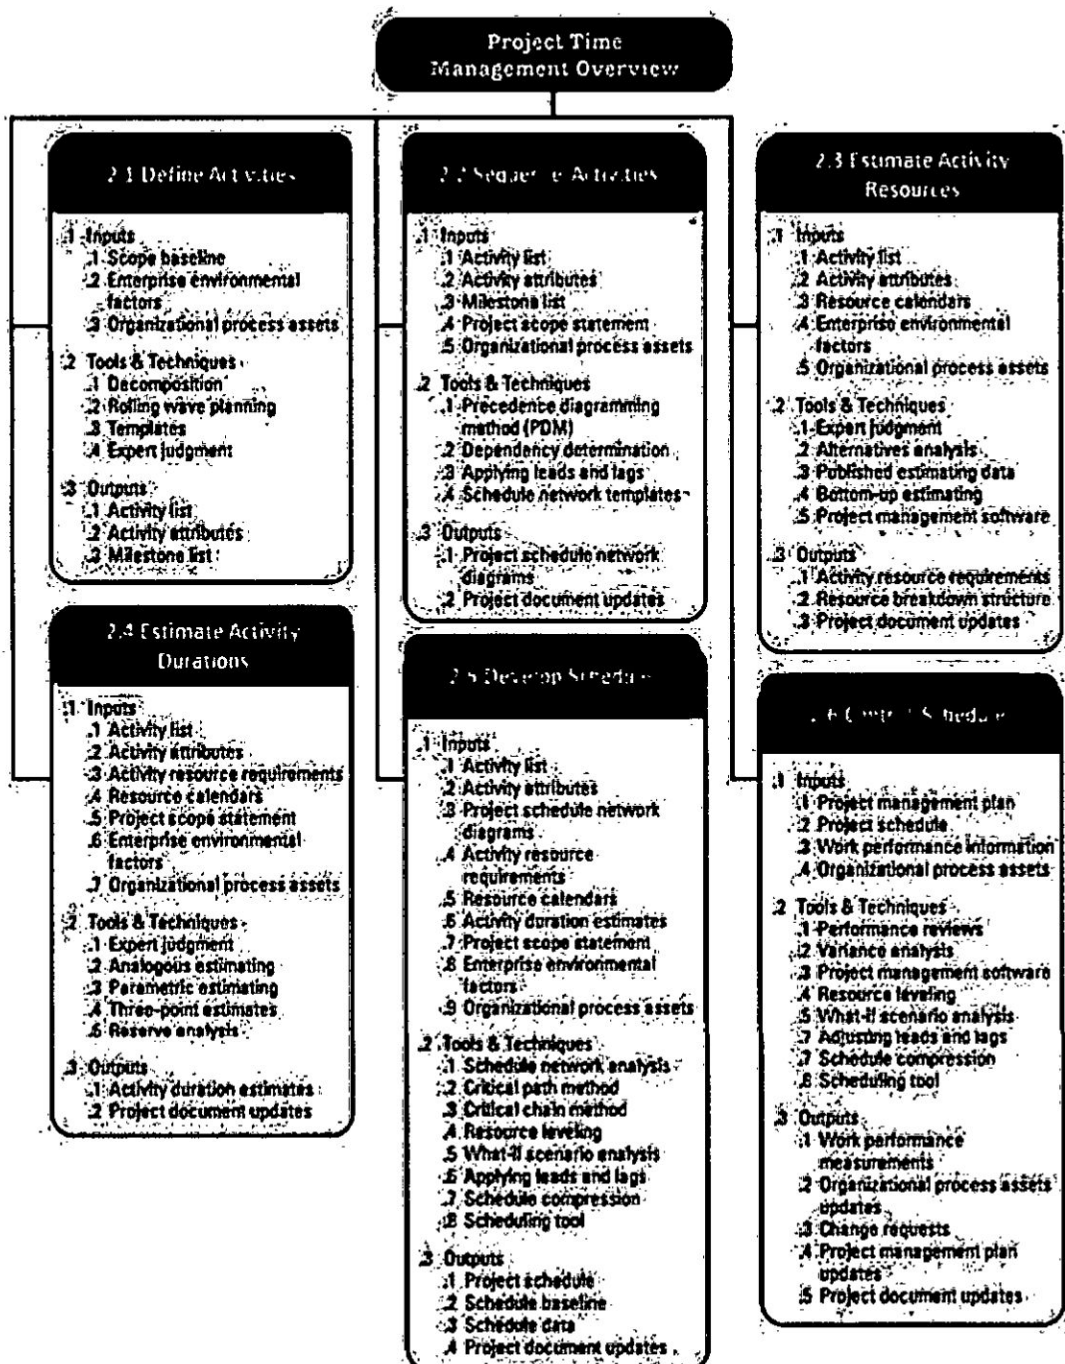 Project Time
Management Overview
2.1 Define Activities
.1 Inputs
.1 Scope baseline
.2 Enterprise environmental
factors
.3 Organizational process assets
.2 Tools & Techniques
.1 Decomposition
.2 Rolling wave planning
.3 Templates
.4 Expert judgment
.3 Outputs
.1 Activity list
.2 Activity attributes
.3 Milestone list
2.2 Sequence Activities
.1 Inputs
.1 Activity list
.2 Activity attributes
.3 Milestone list
.4 Project scope statement
.5 Organizational process assets
.2 Tools & Techniques
.1 Precedence diagramming
method (PDM)
.2 Dependency determination
.3 Applying leads and lags
.4 Schedule network templates
.3 Outputs
.1 Project schedule network
diagrams
.2 Project document updates
2.3 Estimate Activity
Resources
.1 Inputs
.1 Activity list
.2 Activity attributes
.3 Resource calendars
.4 Enterprise environmental
factors
.5 Organizational process assets
.2 Tools & Techniques
.1 Expert judgment
.2 Alternatives analysis
.3 Published estimating data
.4 Bottom-up estimating
.5 Project management software
.3 Outputs
.1 Activity resource requirements
.2 Resource breakdown structure
.3 Project document updates
2.4 Estimate Activity
Durations
.1 Inputs
.1 Activity list
.2 Activity attributes
.3 Activity resource requirements
.4 Resource calendars
.5 Project scope statement
.6 Enterprise environmental
factors
.7 Organizational process assets
.2 Tools & Techniques
.1 Expert judgment
.2 Analogous estimating
.3 Parametric estimating
.4 Three-point estimates
.5 Reserve analysis
.3 Outputs
.1 Activity duration estimates
.2 Project document updates
2.5 Develop Schedule
.1 Inputs
.1 Activity list
.2 Activity attributes
.3 Project schedule network
diagrams
.4 Activity resource
requirements
.5 Resource calendars
.6 Activity duration estimates
.7 Project scope statement
.8 Enterprise environmental
factors
.9 Organizational process assets
.2 Tools & Techniques
.1 Schedule network analysis
.2 Critical path method
.3 Critical chain method
.4 Resource leveling
.5 What-if scenario analysis
.6 Applying leads and lags
.7 Schedule compression
.8 Scheduling tool
.3 Outputs
.1 Project schedule
.2 Schedule baseline
.3 Schedule data
.4 Project document updates
2.6 Control Schedule
.1 Inputs
.1 Project management plan
.2 Project schedule
.3 Work performance information
.4 Organizational process assets
.2 Tools & Techniques
.1 Performance reviews
.2 Variance analysis
.3 Project management software
.4 Resource leveling
.5 What-if scenario analysis
.7 Adjusting leads and lags
.7 Schedule compression
.8 Scheduling tool
.3 Outputs
.1 Work performance
measurements
.2 Organizational process assets
updates
.3 Change requests
.4 Project management plan
updates
.5 Project document updates